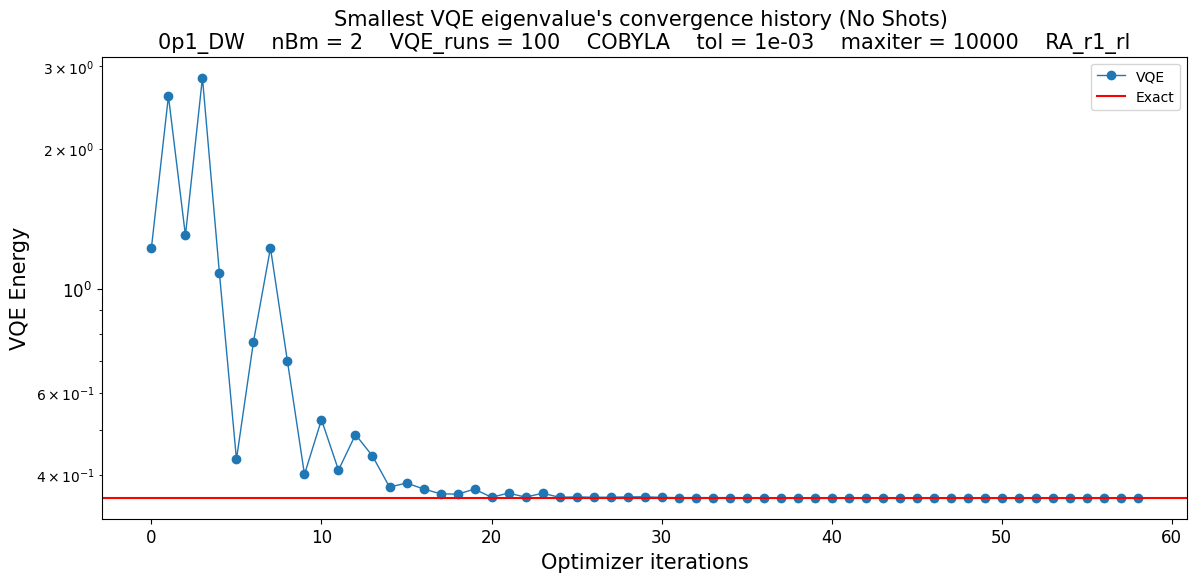 Smallest VQE eigenvalue's convergence history (No Shots)
0p1_DW nBm = 2 VQE_runs = 100 COBYLA tol = 1e-03 maxiter = 10000 RA_r1_rl
3 × 10⁰
2 × 10⁰
10⁰
6 × 10⁻¹
4 × 10⁻¹
VQE Energy
VQE
Exact
0 10 20 30 40 50 60
Optimizer iterations